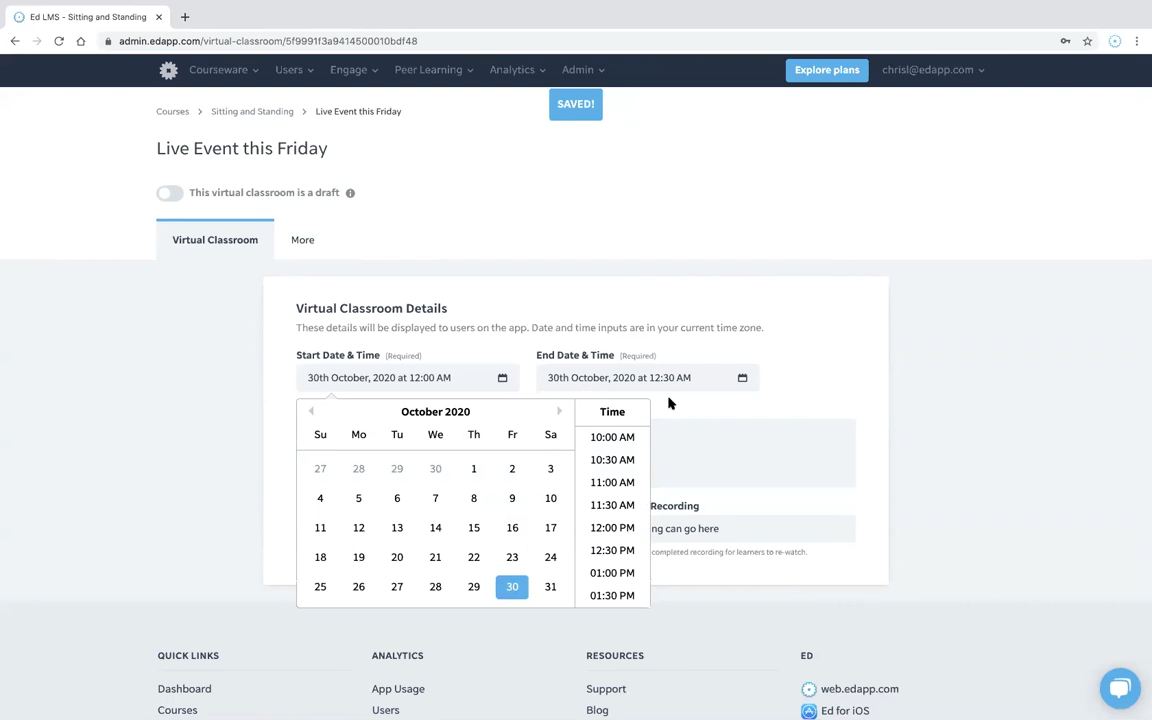 Ed LMS - Sitting and Standing
admin.edapp.com/virtual-classroom/5f9991f3a9414500010bdf48
Courseware Users Engage Peer Learning Analytics Admin Explore plans chrisl@edapp.com
SAVED!
Courses > Sitting and Standing > Live Event this Friday
Live Event this Friday
This virtual classroom is a draft
Virtual Classroom More
Virtual Classroom Details
These details will be displayed to users on the app. Date and time inputs are in your current time zone.
Start Date & Time (Required) End Date & Time (Required)
30th October, 2020 at 12:00 AM 30th October, 2020 at 12:30 AM
October 2020 Time
Su Mo Tu We Th Fr Sa
27 28 29 30 1 2 3
4 5 6 7 8 9 10
11 12 13 14 15 16 17
18 19 20 21 22 23 24
25 26 27 28 29 30 31
10:00 AM
10:30 AM
11:00 AM
11:30 AM
12:00 PM
12:30 PM
01:00 PM
01:30 PM
Recording
ng can go here
completed recording for learners to re-watch.
QUICK LINKS ANALYTICS RESOURCES ED
Dashboard App Usage Support web.edapp.com
Courses Users Blog Ed for iOS